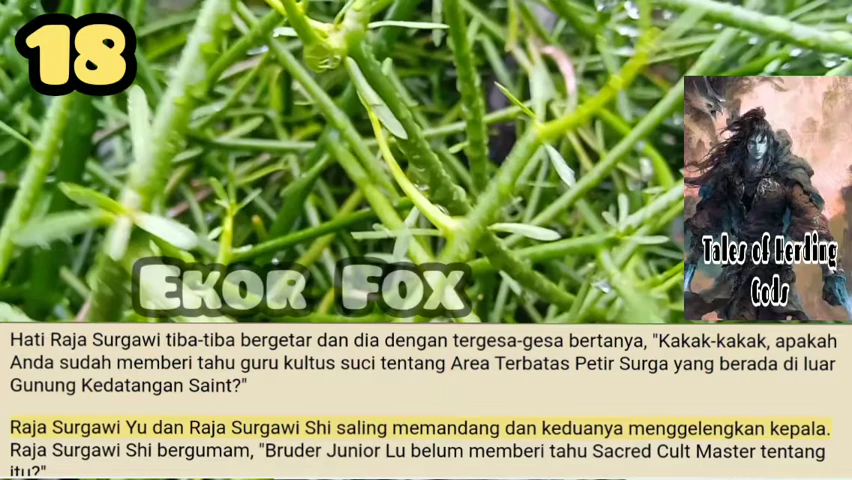 18
Tales of Herding
Gods
Ekor Fox
Hati Raja Surgawi tiba-tiba bergetar dan dia dengan tergesa-gesa bertanya, "Kakak-kakak, apakah
Anda sudah memberi tahu guru kultus suci tentang Area Terbatas Petir Surga yang berada di luar
Gunung Kedatangan Saint?"
Raja Surgawi Yu dan Raja Surgawi Shi saling memandang dan keduanya menggelengkan kepala.
Raja Surgawi Shi bergumam, "Bruder Junior Lu belum memberi tahu Sacred Cult Master tentang
itu?"